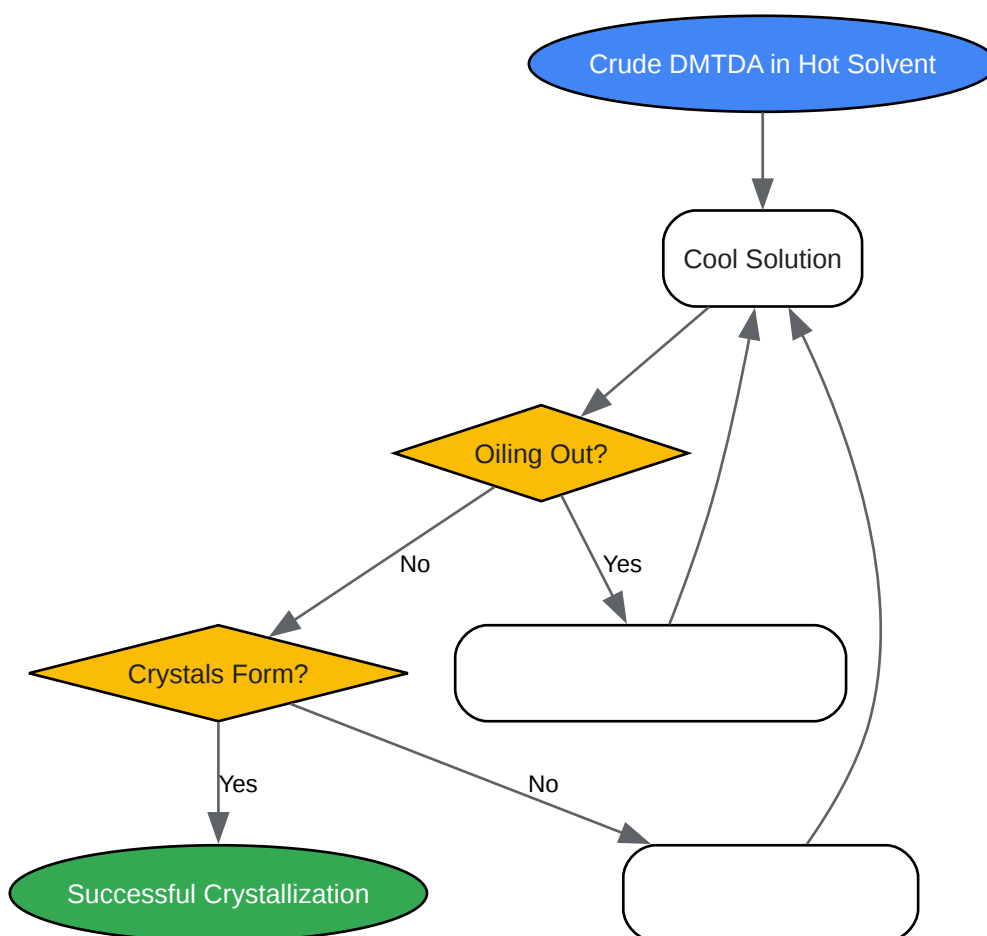 Crude DMTDA in Hot Solvent
Cool Solution
Oiling Out?
No
Yes
Crystals Form?
Yes
No
Successful Crystallization